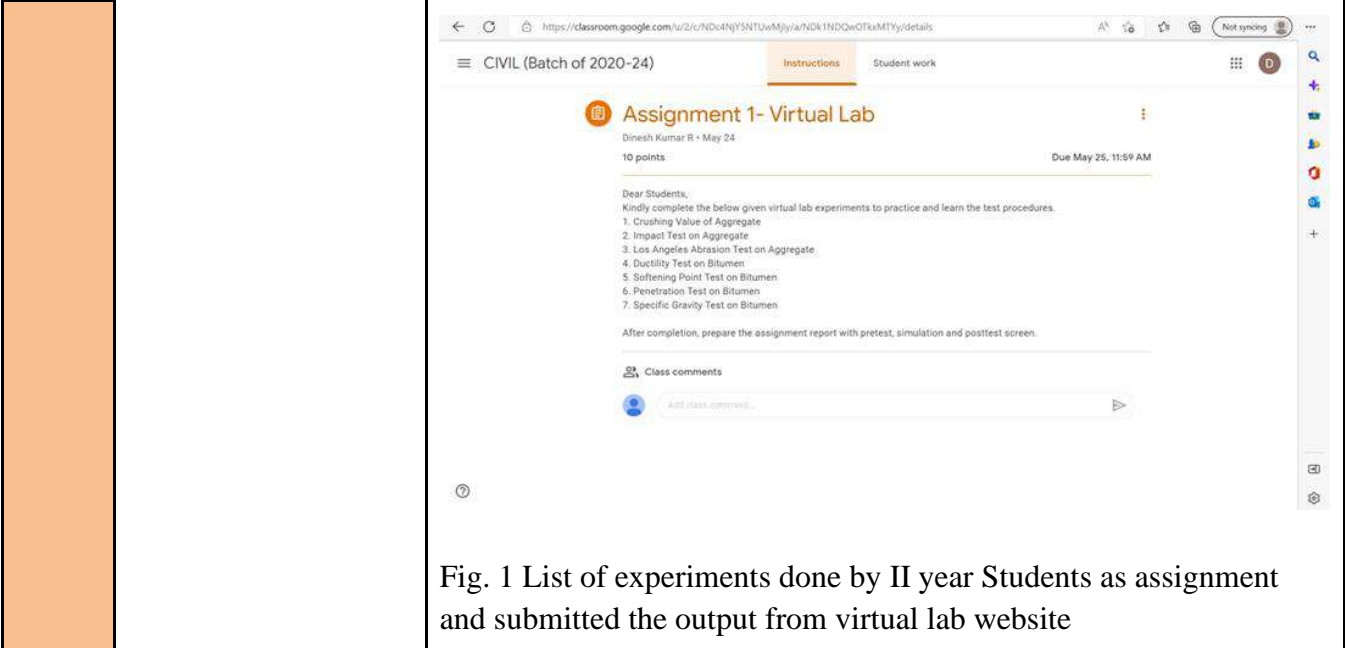 https://classroom.google.com/u/2/c/NDc4NjY5NTUwMjIy/a/NDk1NDQwOTkxMTYy/details
Not syncing
CIVIL (Batch of 2020-24)
Instructions
Student work
D
Assignment 1- Virtual Lab
Dinesh Kumar R • May 24
10 points
Due May 25, 11:59 AM
Dear Students,
Kindly complete the below given virtual lab experiments to practice and learn the test procedures.
1. Crushing Value of Aggregate
2. Impact Test on Aggregate
3. Los Angeles Abrasion Test on Aggregate
4. Ductility Test on Bitumen
5. Softening Point Test on Bitumen
6. Penetration Test on Bitumen
7. Specific Gravity Test on Bitumen
After completion, prepare the assignment report with pretest, simulation and posttest screen.
Class comments
Add class comment...
Fig. 1 List of experiments done by II year Students as assignment
and submitted the output from virtual lab website